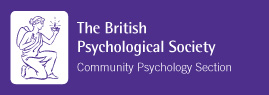 The British
Psychological Society
Community Psychology Section